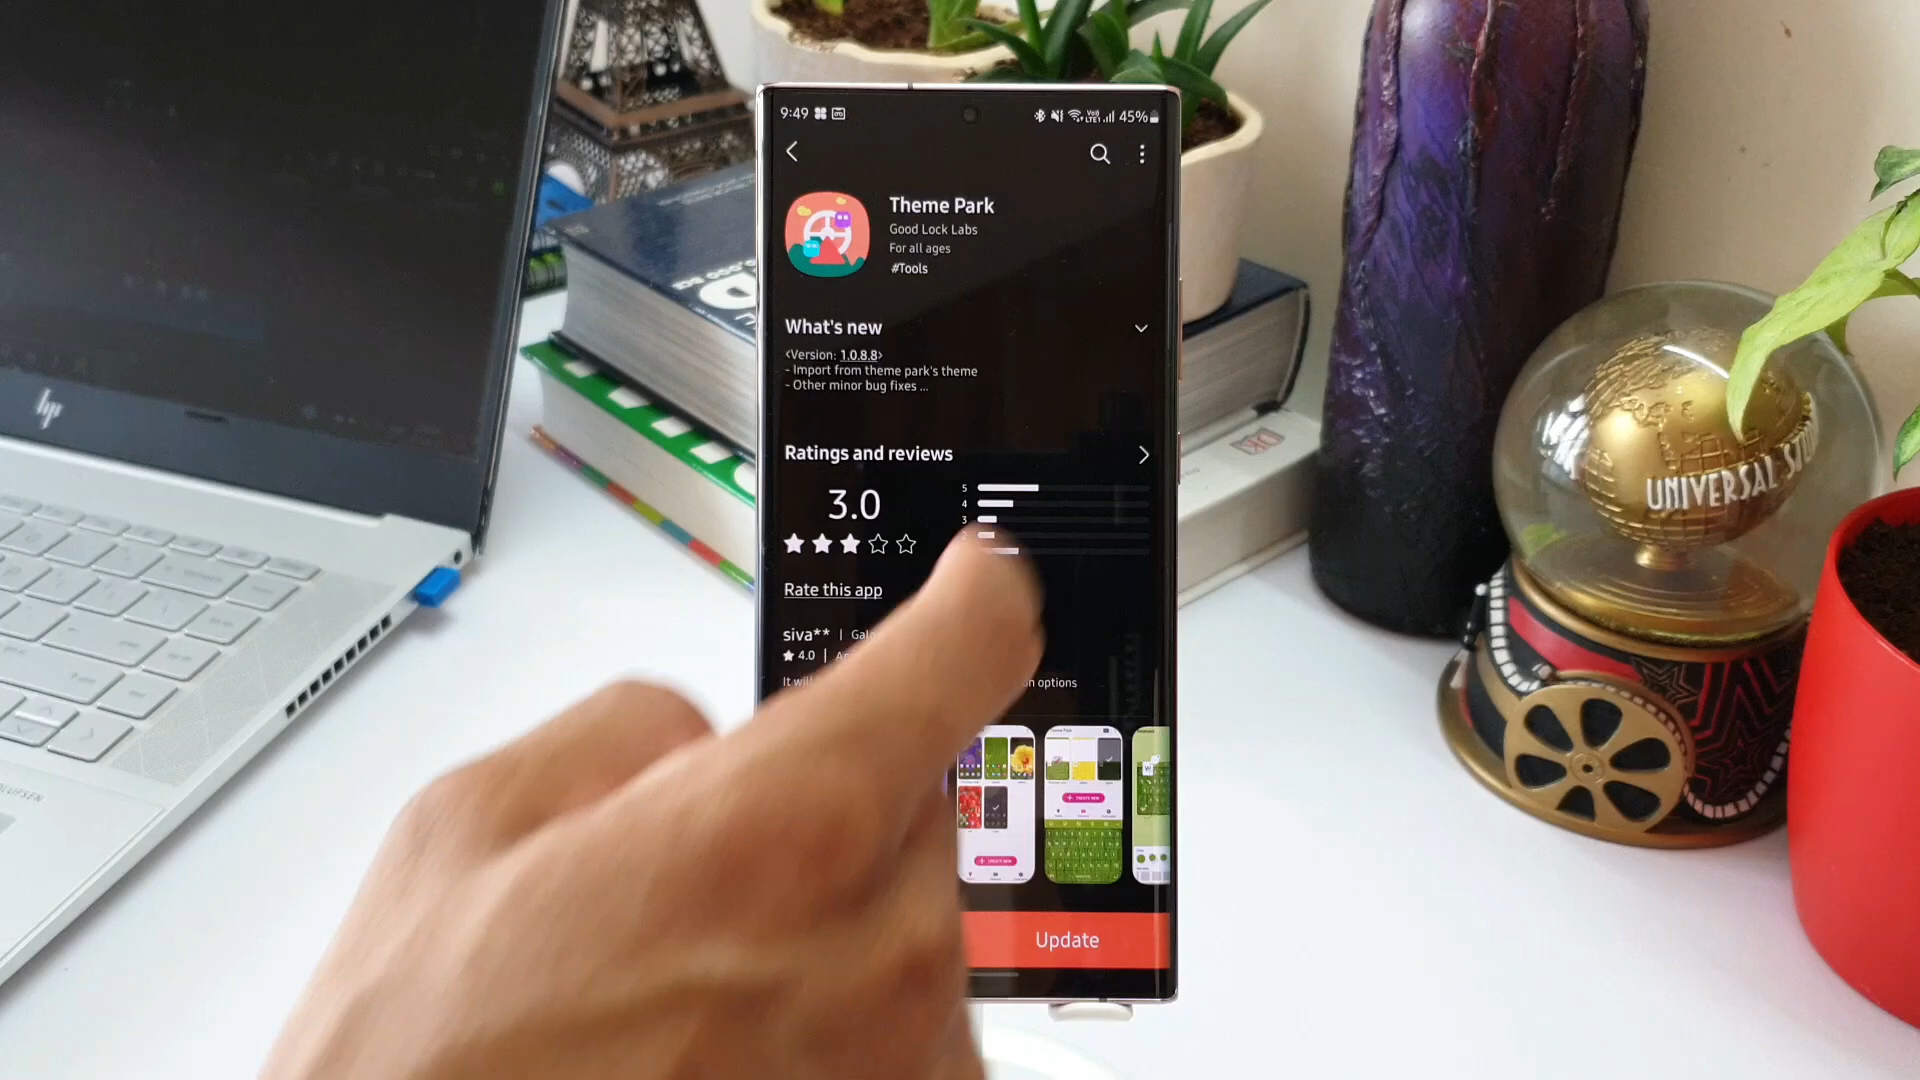 9:49
45%
Theme Park
Good Lock Labs
For all ages
#Tools
What's new
<Version: 1.0.8.8>
- Import from theme park's theme
- Other minor bug fixes ...
Ratings and reviews
3.0
5
4
3
Rate this app
siva**
4.0
options
Update
hp
UNIVERSAL
DK